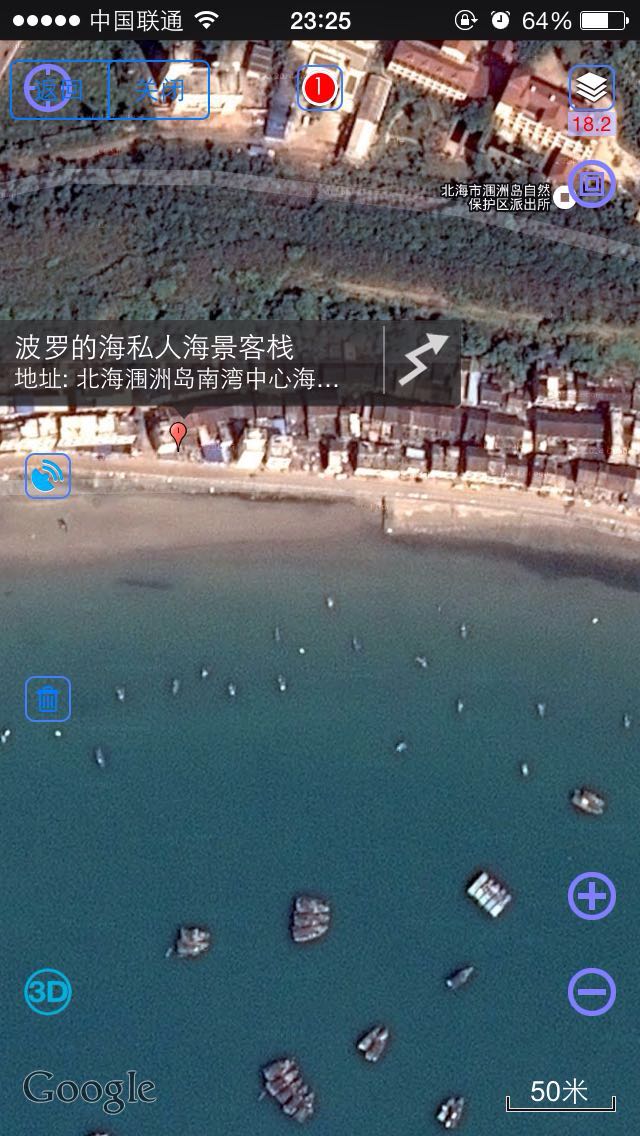 中国联通
23:25
64%
返回
关闭
1
18.2
北海市涠洲岛自然
保护区派出所
波罗的海私人海景客栈
地址: 北海涠洲岛南湾中心海...
3D
Google
50米